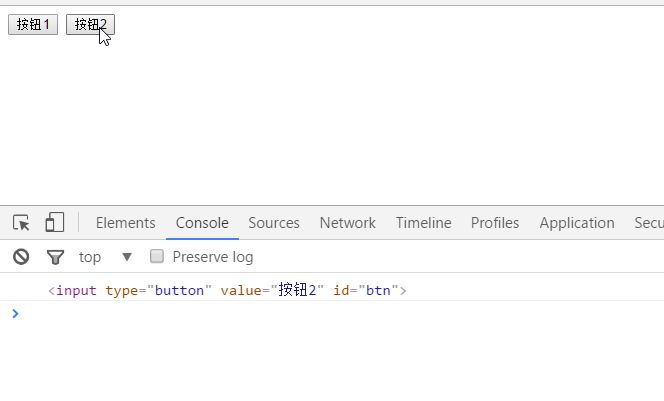 按钮1 按钮2
Elements Console Sources Network Timeline Profiles Application Secu
top ▼ Preserve log
<input type="button" value="按钮2" id="btn">